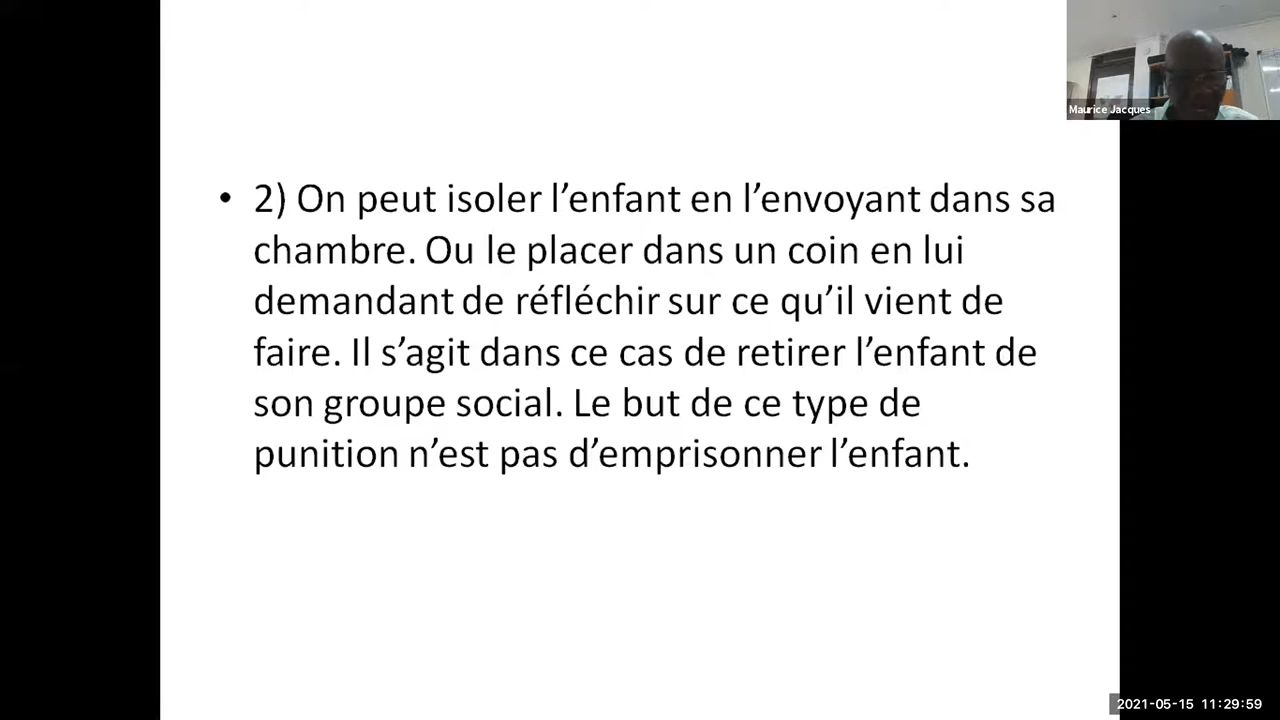 Maurice Jacques
• 2) On peut isoler l’enfant en l’envoyant dans sa
chambre. Ou le placer dans un coin en lui
demandant de réfléchir sur ce qu’il vient de
faire. Il s’agit dans ce cas de retirer l’enfant de
son groupe social. Le but de ce type de
punition n’est pas d’emprisonner l’enfant.
2021-05-15 11:29:59